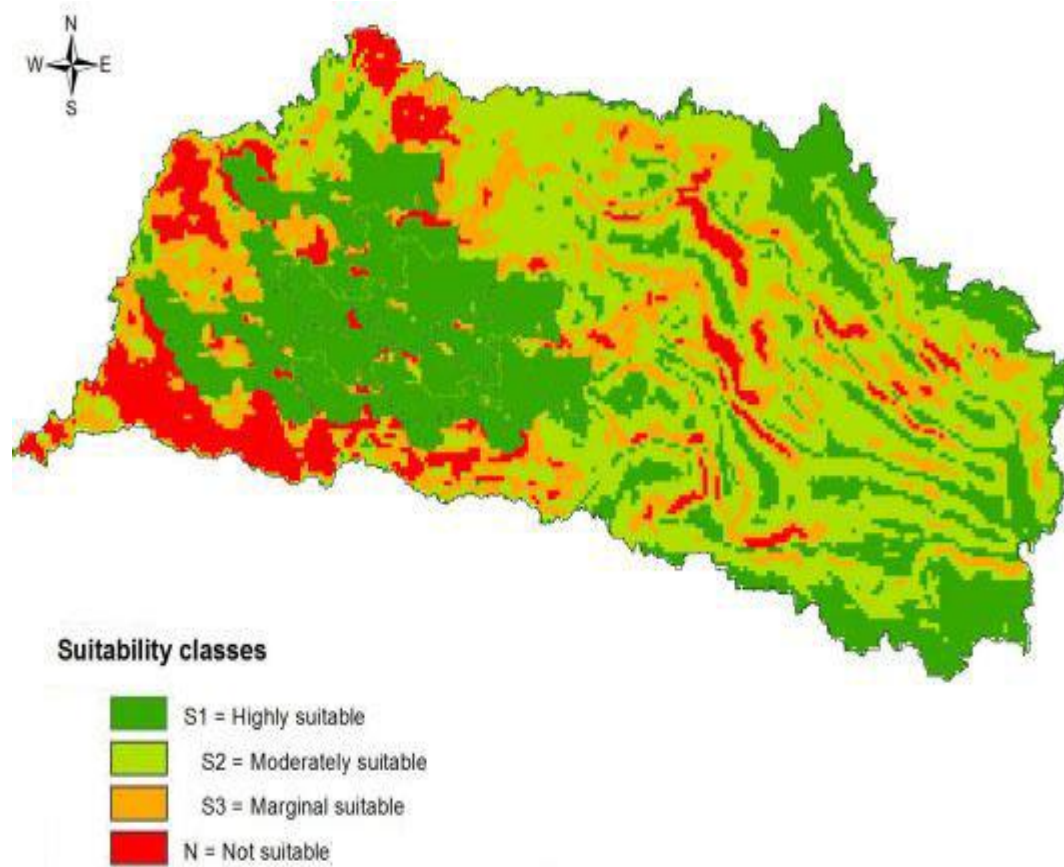 N
W E
S
Suitability classes
S1 = Highly suitable
S2 = Moderately suitable
S3 = Marginal suitable
N = Not suitable